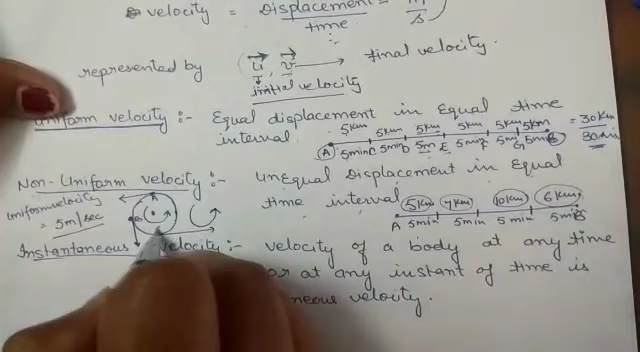 velocity = Displacement = m
time s
represented by u, v → final velocity.
initial velocity
Uniform velocity :- Equal displacement in Equal time
interval.
5km 5km 5km 5km 5km 5km = 30km
A 5min C 5min D 5m E 5min F 5min G 5min B
Non-Uniform velocity :- UnEqual Displacement in Equal
time interval
Uniform velocity
= 5m/sec
5km 7km 10km 6km
A 5min 5min 5min 5min B
Instantaneous velocity :- velocity of a body at any time
or at any instant of time is
neous velocity.